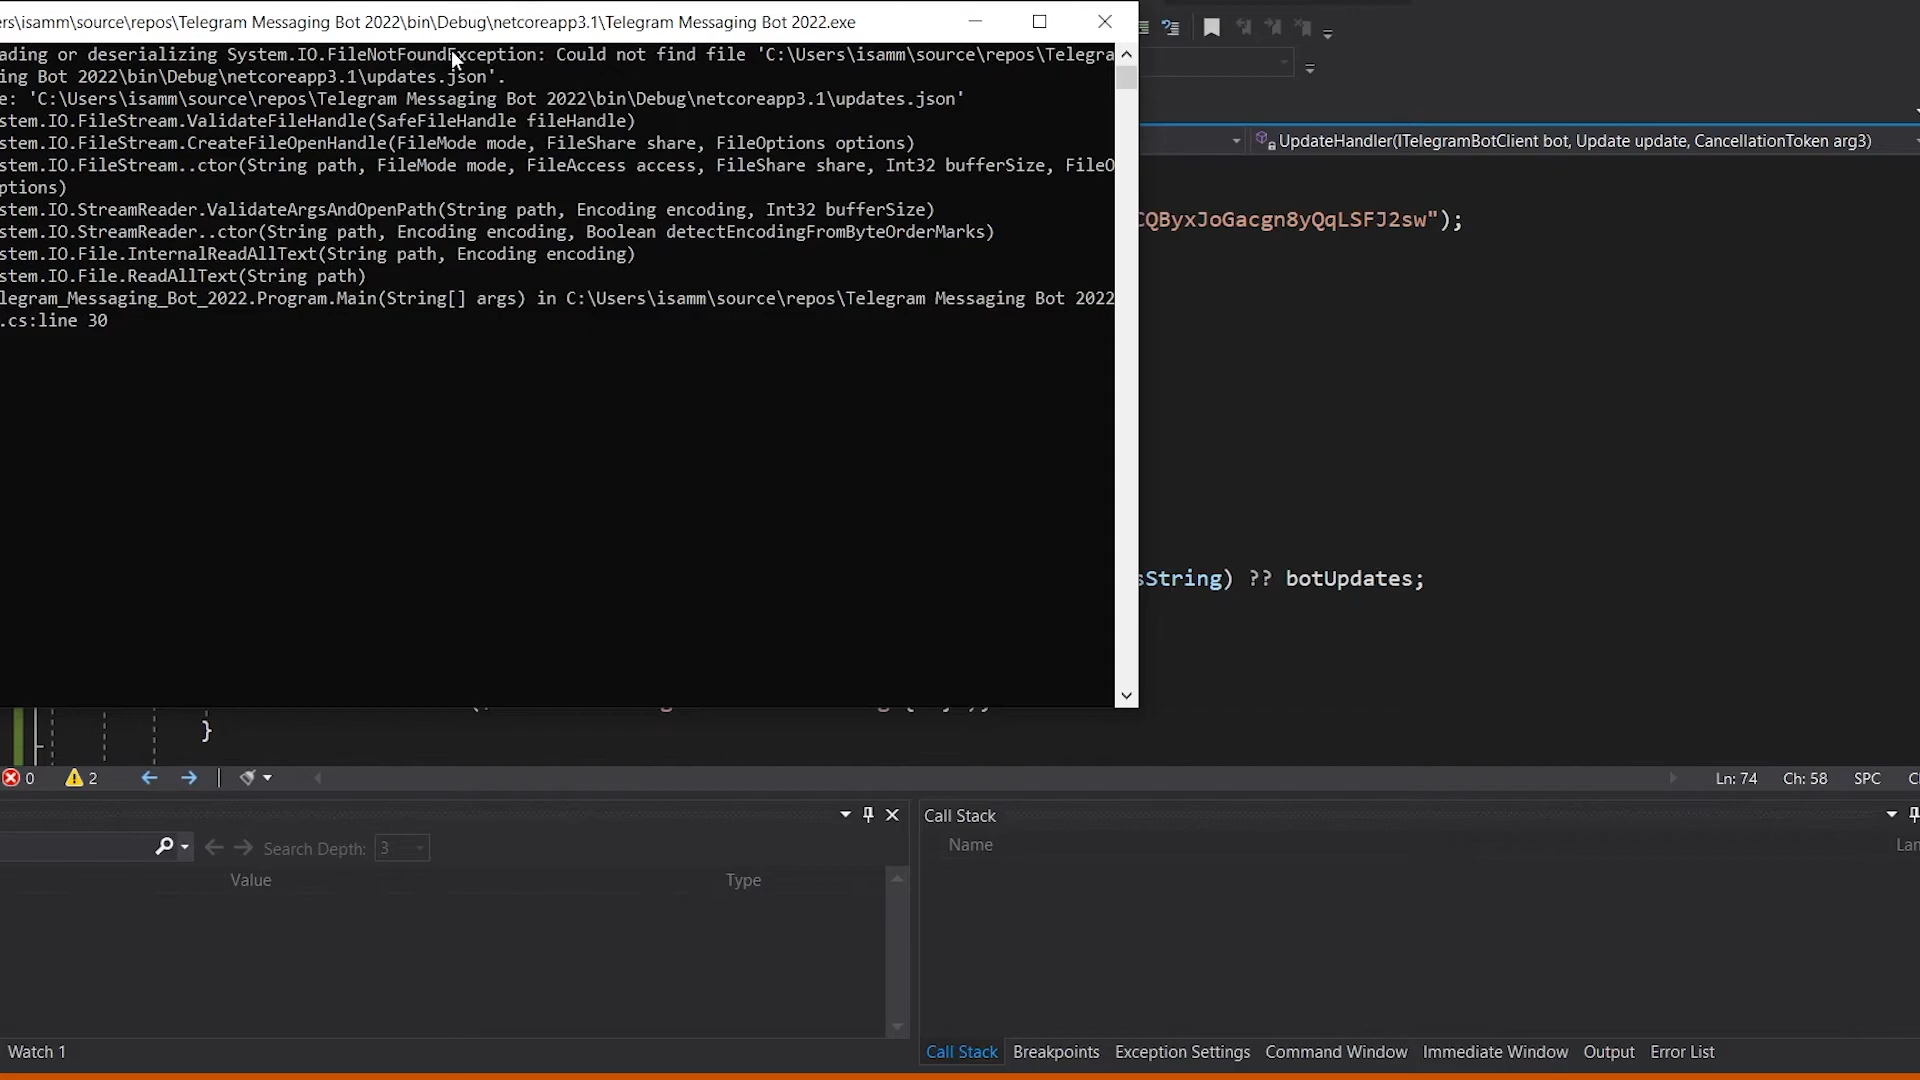 ers\isamm\source\repos\Telegram Messaging Bot 2022\bin\Debug\netcoreapp3.1\Telegram Messaging Bot 2022.exe
ading or deserializing System.IO.FileNotFoundException: Could not find file 'C:\Users\isamm\source\repos\Telegra
ing Bot 2022\bin\Debug\netcoreapp3.1\updates.json'.
e: 'C:\Users\isamm\source\repos\Telegram Messaging Bot 2022\bin\Debug\netcoreapp3.1\updates.json'
stem.IO.FileStream.ValidateFileHandle(SafeFileHandle fileHandle)
stem.IO.FileStream.CreateFileOpenHandle(FileMode mode, FileShare share, FileOptions options)
stem.IO.FileStream..ctor(String path, FileMode mode, FileAccess access, FileShare share, Int32 bufferSize, FileO
ptions)
stem.IO.StreamReader.ValidateArgsAndOpenPath(String path, Encoding encoding, Int32 bufferSize)
stem.IO.StreamReader..ctor(String path, Encoding encoding, Boolean detectEncodingFromByteOrderMarks)
stem.IO.File.InternalReadAllText(String path, Encoding encoding)
stem.IO.File.ReadAllText(String path)
legram_Messaging_Bot_2022.Program.Main(String[] args) in C:\Users\isamm\source\repos\Telegram Messaging Bot 2022
.cs:line 30
UpdateHandler(ITelegramBotClient bot, Update update, CancellationToken arg3)
CQByxJoGacgn8yQqLSFJ2sw");
sString) ?? botUpdates;
}
0 2 Ln: 74 Ch: 58 SPC
Search Depth: 3
Value Type
Watch 1
Call Stack
Name Lan
Call Stack Breakpoints Exception Settings Command Window Immediate Window Output Error List